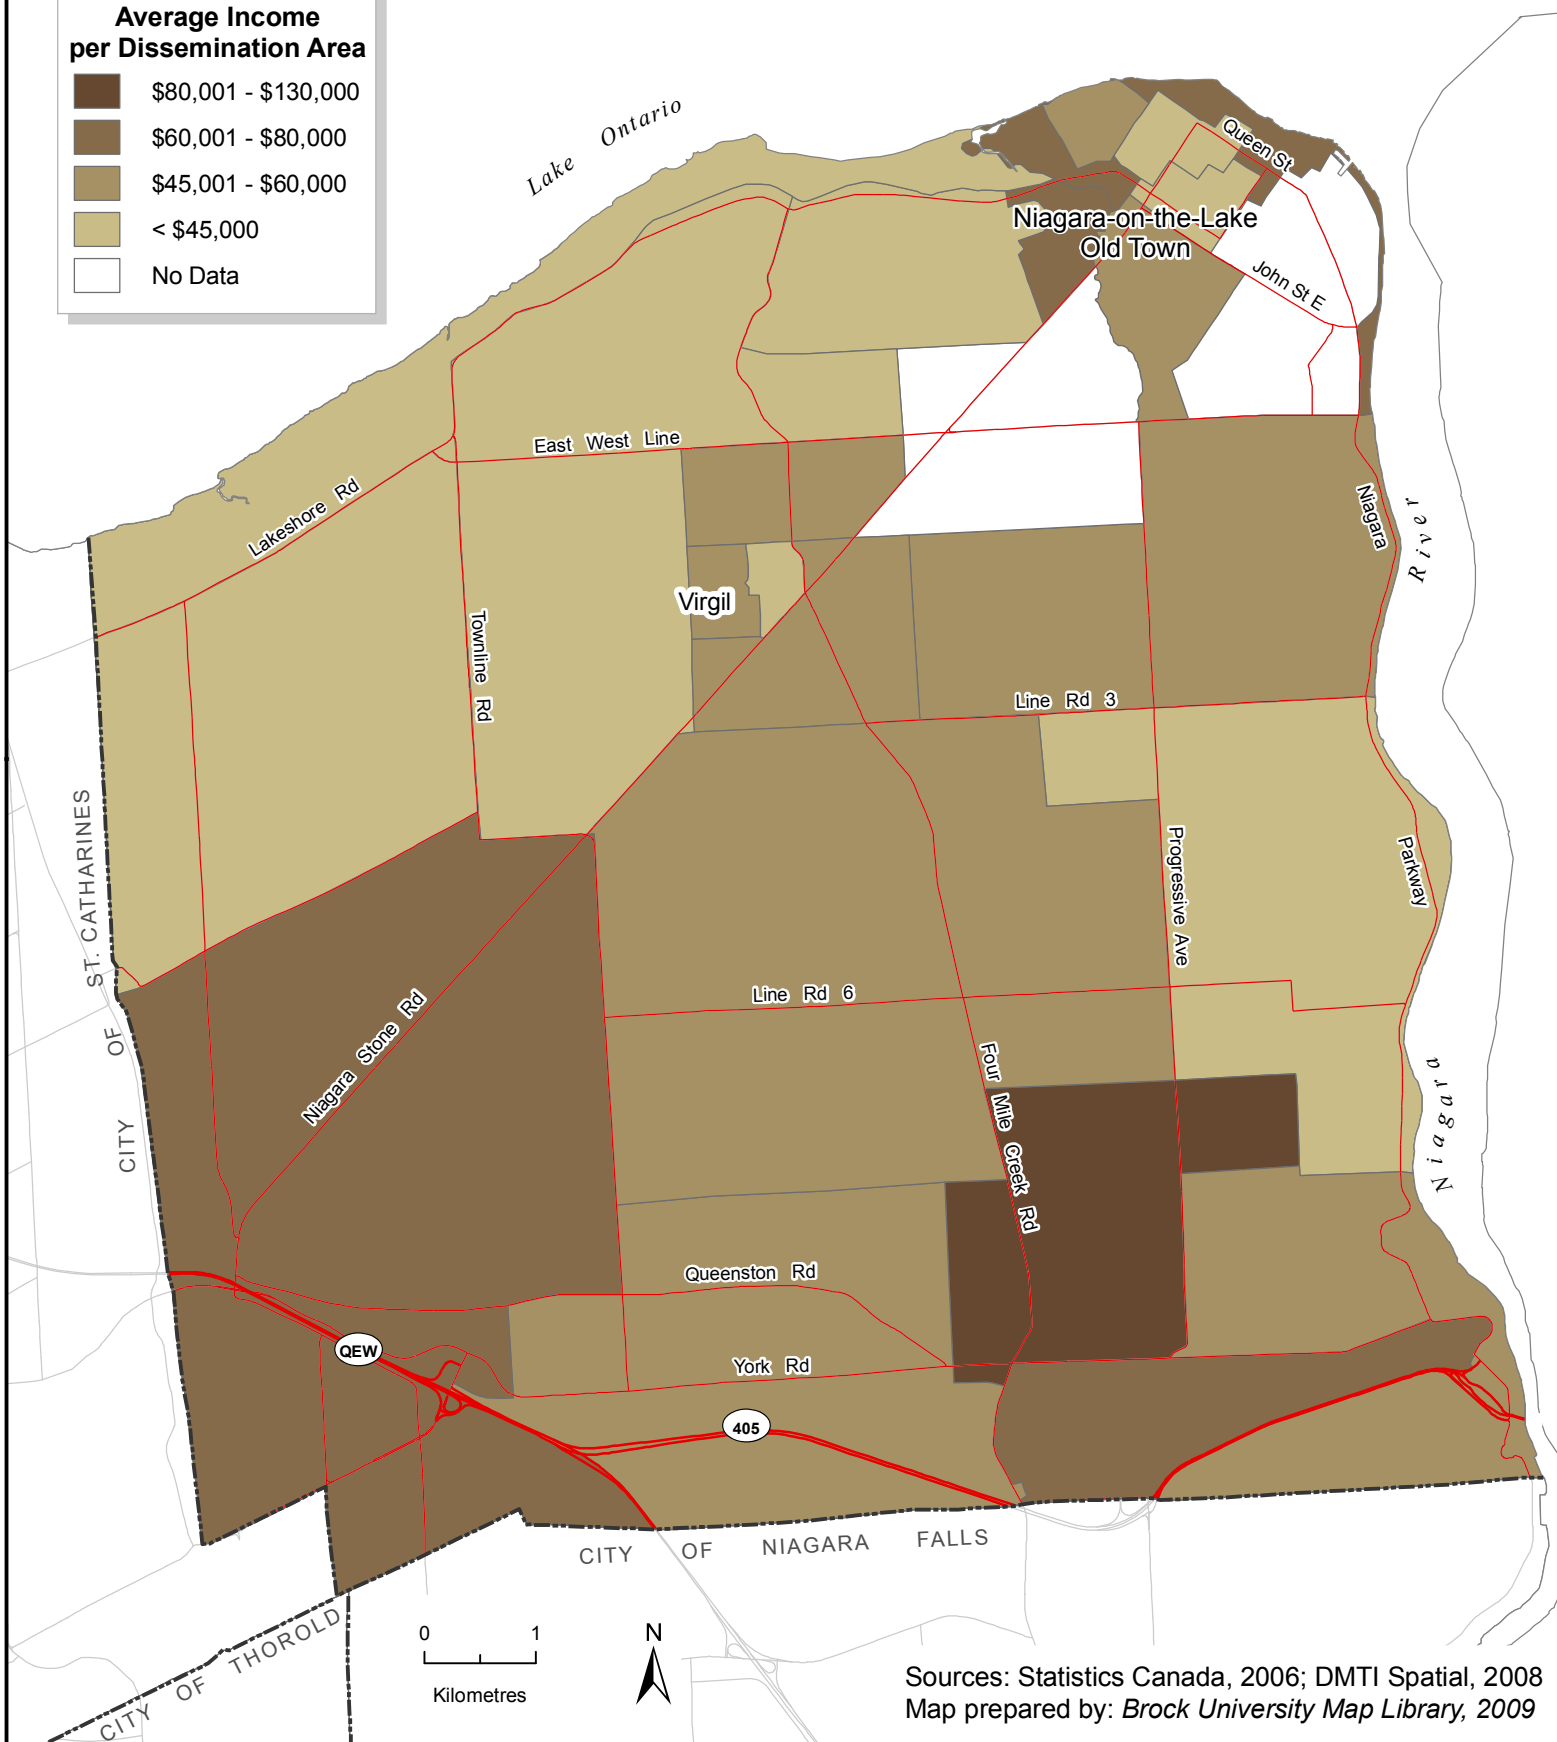 Average Income
per Dissemination Area
$80,001 - $130,000
$60,001 - $80,000
$45,001 - $60,000
< $45,000
No Data
Lake Ontario
Queen St
Niagara-on-the-Lake
Old Town
John St E
East West Line
Lakeshore Rd
Niagara
River
Virgil
Townline Rd
Line Rd 3
ST. CATHARINES
Progressive Ave
Parkway
Line Rd 6
Niagara Stone Rd
OF
Four Mile Creek Rd
Niagara
CITY
Queenston Rd
QEW
York Rd
405
CITY OF NIAGARA FALLS
CITY OF THOROLD
0 1
Kilometres
N
Sources: Statistics Canada, 2006; DMTI Spatial, 2008
Map prepared by: Brock University Map Library, 2009